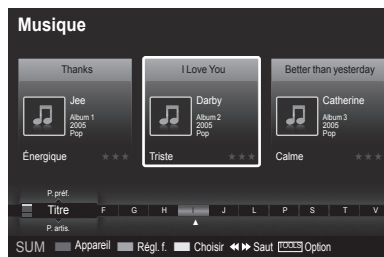 Musique
Thanks
I Love You
Better than yesterday
Jee
Album 1
2005
Pop
Darby
Album 2
2005
Pop
Catherine
Album 3
2005
Pop
Énergique ★★★
Triste ★★★
Calme ★★★
P. préf.
Titre F G H I J L P S T V
P. artis.
SUM Appareil Régl. f. Choisir Saut TOOLS Option